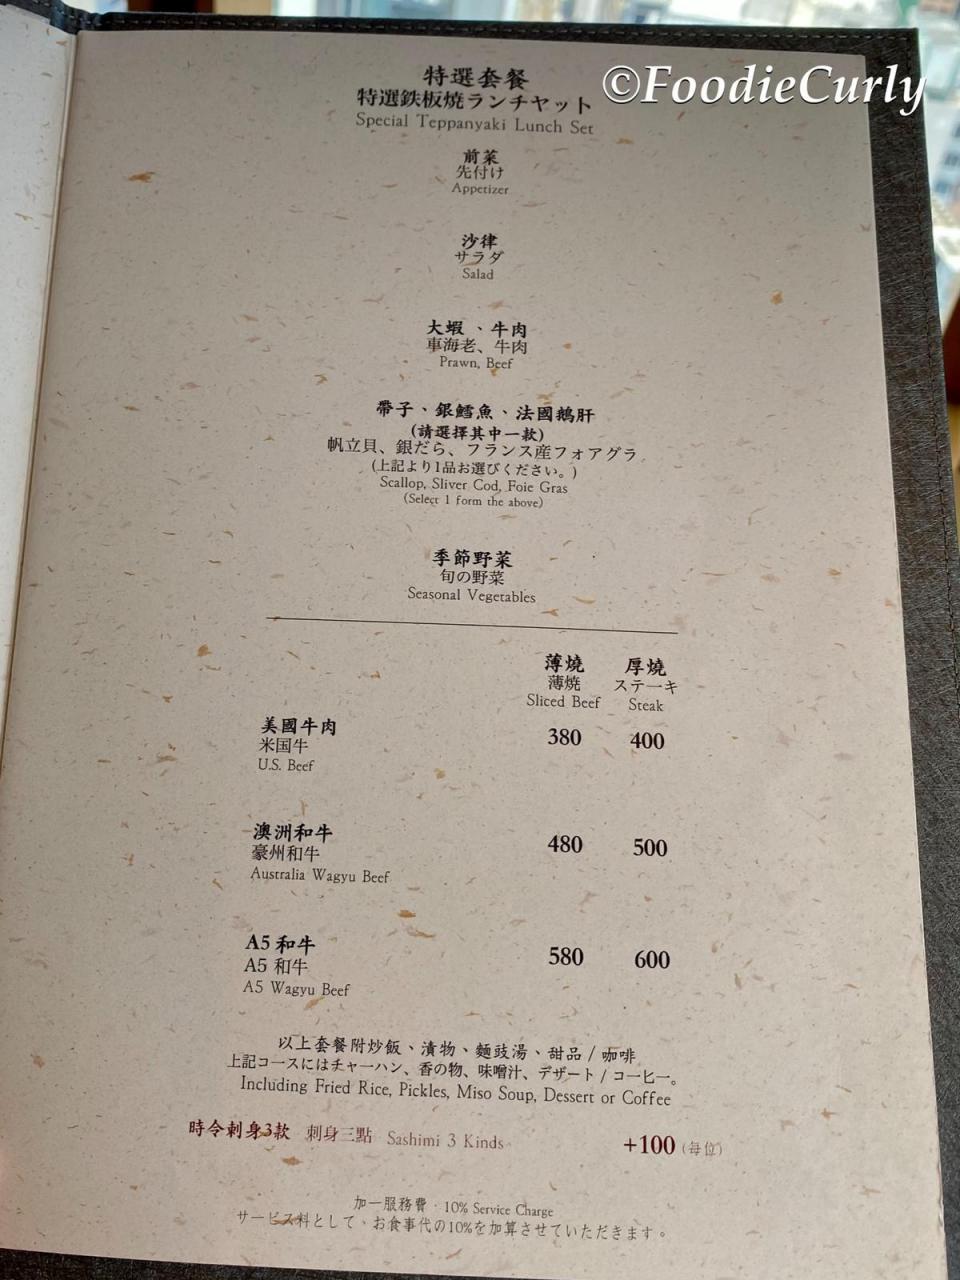 ©FoodieCurly
特選套餐
特選鉄板焼ランチヤット
Special Teppanyaki Lunch Set
前菜
先付け
Appetizer
沙律
サラダ
Salad
大蝦、牛肉
車海老、牛肉
Prawn, Beef
帶子、銀鱈魚、法國鵝肝
(請選擇其中一款)
帆立貝、銀だら、フランス産フォアグラ
(上記より1品お選びください。)
Scallop, Sliver Cod, Foie Gras
(Select 1 form the above)
季節野菜
旬の野菜
Seasonal Vegetables
薄燒 厚燒
薄焼 ステーキ
Sliced Beef Steak
美國牛肉 380 400
米国牛
U.S. Beef
澳洲和牛 480 500
豪州和牛
Australia Wagyu Beef
A5 和牛 580 600
A5 和牛
A5 Wagyu Beef
以上套餐附炒飯、漬物、麵豉湯、甜品 / 咖啡
上記コースにはチャーハン、香の物、味噌汁、デザート / コーヒー。
Including Fried Rice, Pickles, Miso Soup, Dessert or Coffee
時令刺身3款 刺身三點 Sashimi 3 Kinds +100 (每位)
加一服務費 · 10% Service Charge
サービス料として、お食事代の10%を加算させていただきます。